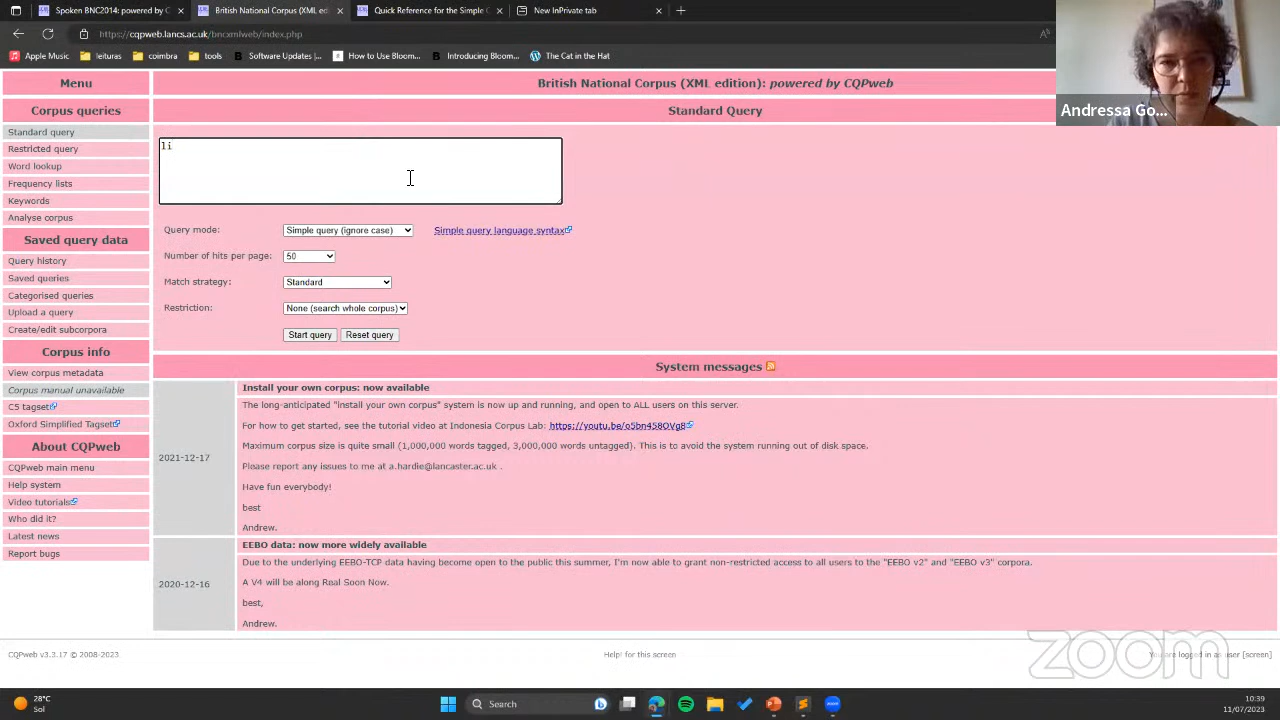 Spoken BNC2014: powered by C
BNCXML Web Edition
Quick Reference for the Simple C
New InPrivate tab
https://cqpweb.lancs.ac.uk/bncxmlweb/index.php
Apple Music
leituras
coimbra
tools
Software Updates |...
How to Use Bloom...
Introducing Bloom...
The Cat in the Hat
Andressa Go...
Menu
Corpus queries
Standard query
Restricted query
Word lookup
Frequency lists
Keywords
Analyse corpus
Saved query data
Query history
Saved queries
Categorised queries
Upload a query
Create/edit subcorpora
Corpus info
View corpus metadata
Corpus manual unavailable
C5 tagset
Oxford Simplified Tagset
About CQPweb
CQPweb main menu
Help system
Video tutorials
Who did it?
Latest news
Report bugs
British National Corpus (XML edition): powered by CQPweb
Standard Query
li
Query mode:
Simple query (ignore case)
Simple query language syntax
Number of hits per page:
50
Match strategy:
Standard
Restriction:
None (search whole corpus)
Start query
Reset query
System messages
2021-12-17
Install your own corpus: now available
The long-anticipated "install your own corpus" system is now up and running, and open to ALL users on this server.
For how to get started, see the tutorial video at Indonesia Corpus Lab: https://youtu.be/o5bn458OVg8
Maximum corpus size is quite small (1,000,000 words tagged, 3,000,000 words untagged). This is to avoid the system running out of disk space.
Please report any issues to me at a.hardie@lancaster.ac.uk .
Have fun everybody!
best
Andrew.
2020-12-16
EEBO data: now more widely available
Due to the underlying EEBO-TCP data having become open to the public this summer, I'm now able to grant non-restricted access to all users to the "EEBO v2" and "EEBO v3" corpora.
A V4 will be along Real Soon Now.
best,
Andrew.
CQPweb v3.3.17 © 2008-2023
Help! for this screen
You are logged in as user [screen]
zoom
28°C
Sol
Search
10:39
11/07/2023